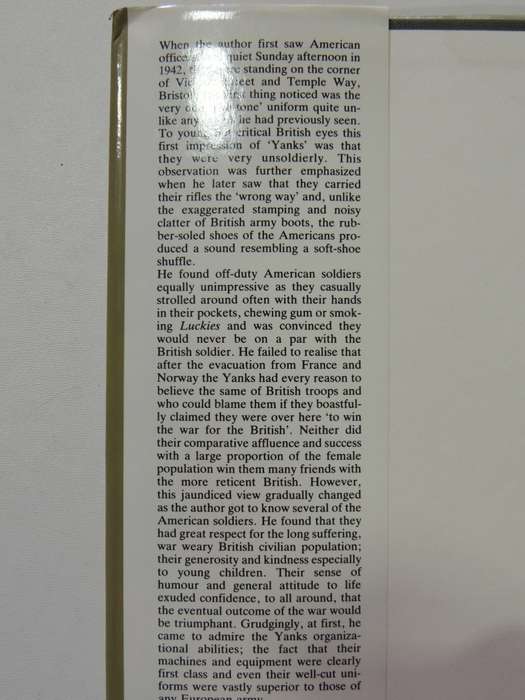 When the author first saw American
office quiet Sunday afternoon in
1942, standing on the corner
of Street and Temple Way,
Bristol thing noticed was the
very tone' uniform quite un-
like any he had previously seen.
To young but critical British eyes this
first impression of 'Yanks' was that
they were very unsoldierly. This
observation was further emphasized
when he later saw that they carried
their rifles the 'wrong way' and, unlike
the exaggerated stamping and noisy
clatter of British army boots, the rub-
ber-soled shoes of the Americans pro-
duced a sound resembling a soft-shoe
shuffle.
He found off-duty American soldiers
equally unimpressive as they casually
strolled around often with their hands
in their pockets, chewing gum or smok-
ing Luckies and was convinced they
would never be on a par with the
British soldier. He failed to realise that
after the evacuation from France and
Norway the Yanks had every reason to
believe the same of British troops and
who could blame them if they boastful-
ly claimed they were over here 'to win
the war for the British'. Neither did
their comparative affluence and success
with a large proportion of the female
population win them many friends with
the more reticent British. However,
this jaundiced view gradually changed
as the author got to know several of the
American soldiers. He found that they
had great respect for the long suffering,
war weary British civilian population;
their generosity and kindness especially
to young children. Their sense of
humour and general attitude to life
exuded confidence, to all around, that
the eventual outcome of the war would
be triumphant. Grudgingly, at first, he
came to admire the Yanks organiza-
tional abilities; the fact that their
machines and equipment were clearly
first class and even their well-cut uni-
forms were vastly superior to those of
any European army